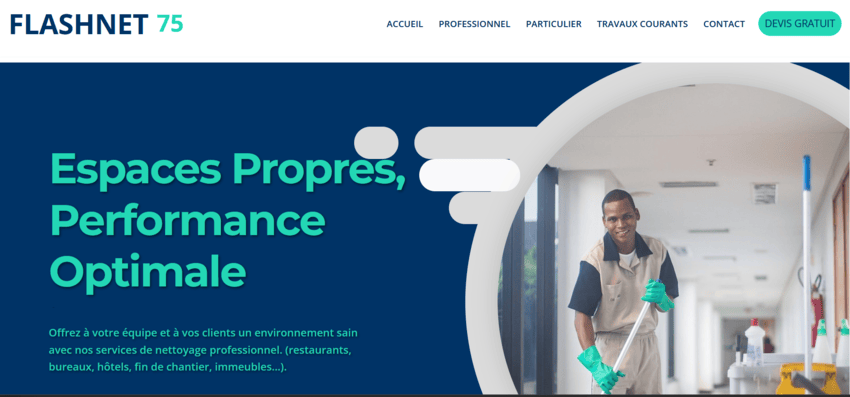 FLASHNET 75
ACCUEIL PROFESSIONNEL PARTICULIER TRAVAUX COURANTS CONTACT DEVIS GRATUIT
Espaces Propres,
Performance
Optimale
Offrez à votre équipe et à vos clients un environnement sain
avec nos services de nettoyage professionnel. (restaurants,
bureaux, hôtels, fin de chantier, immeubles...).